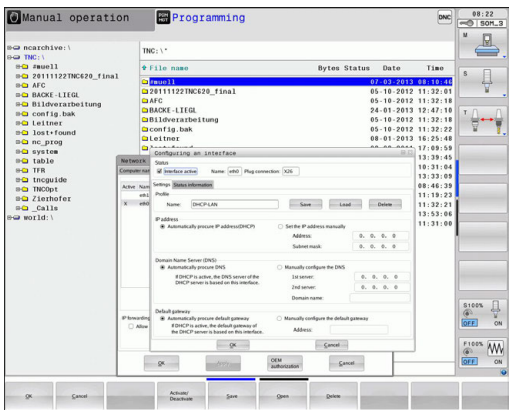 Manual operation
PGM MGT
Programming
DNC
08:22
SOM_3
ncarchive:\
TNC:\
#muell
20111122TNC620_final
AFC
BACKE-LIEGL
Bildverarbeitung
config.bak
Leitner
lost+found
nc_prog
system
table
TFR
tncguide
TNCOpt
Zierhofer
_Calls
world:\
TNC:\*
File name Bytes Status Date Time
#muell 07-03-2013 08:10:46
20111122TNC620_final 05-10-2012 11:32:01
AFC 05-10-2012 11:32:18
BACKE-LIEGL 24-01-2013 12:47:10
Bildverarbeitung 05-10-2012 11:32:18
config.bak 05-10-2012 11:32:22
Leitner 08-01-2013 16:25:48
17:09:59
13:39:45
10:31:04
13:33:09
08:46:39
11:19:23
11:32:21
13:53:06
11:31:00
Network
Computer nam
Active Nam
eth1
X eth0
IP forwarding
Allow
Configuring an interface
Status
Interface active Name: eth0 Plug connection: X26
Settings Status information
Profile
Name: DHCP-LAN Save Load Delete
IP address
Automatically procure IP address(DHCP) Set the IP address manually
Address: 0. 0. 0. 0
Subnet mask: 0. 0. 0. 0
Domain Name Server (DNS)
Automatically procure DNS Manually configure the DNS
If DHCP is active, the DNS server of the 1st server: 0. 0. 0. 0
DHCP server is based on this interface. 2nd server: 0. 0. 0. 0
Domain name:
Default gateway
Automatically procure default gateway Manually configure the default gateway
If DHCP is active, the default gateway of Address:
the DHCP server is based on this interface.
OK Cancel
OK
OEM authorization
Cancel
M
S
T
S100%
OFF ON
F100%
OFF ON
OK Cancel Activate/ Deactivate Save Open Delete